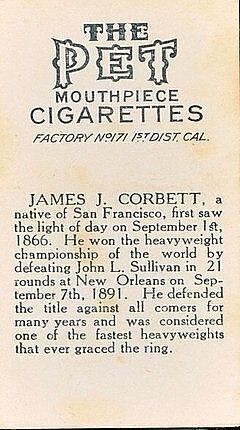 THE
PET
MOUTHPIECE
CIGARETTES
FACTORY Nº171 1ST DIST. CAL.
JAMES J. CORBETT, a
native of San Francisco, first saw
the light of day on September 1st,
1866. He won the heavyweight
championship of the world by
defeating John L. Sullivan in 21
rounds at New Orleans on Sep-
tember 7th, 1891. He defended
the title against all comers for
many years and was considered
one of the fastest heavyweights
that ever graced the ring.